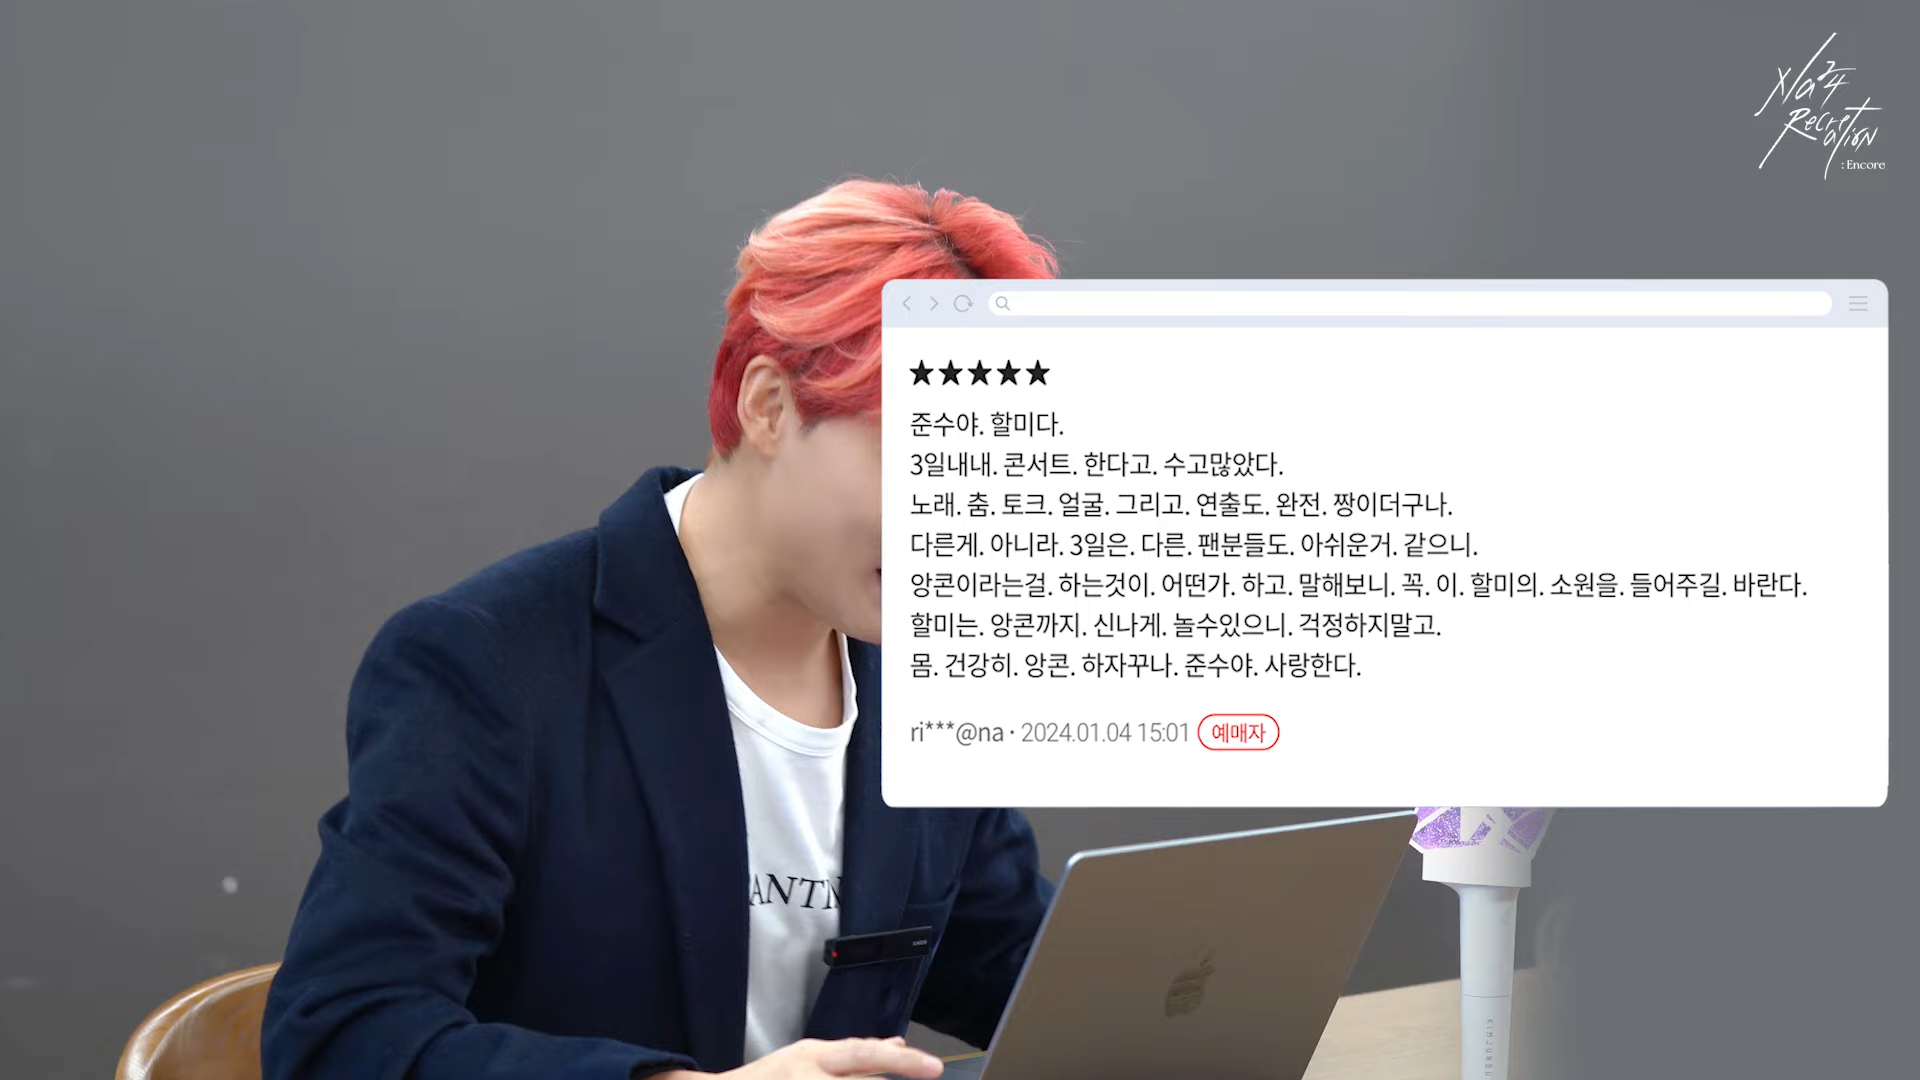 Xia 24
Recreation
: Encore
★★★★★
준수야. 할미다.
3일내내. 콘서트. 한다고. 수고많았다.
노래. 춤. 토크. 얼굴. 그리고. 연출도. 완전. 짱이더구나.
다른게. 아니라. 3일은. 다른. 팬분들도. 아쉬운거. 같으니.
앙콘이라는걸. 하는것이. 어떤가. 하고. 말해보니. 꼭. 이. 할미의. 소원을. 들어주길. 바란다.
할미는. 앙콘까지. 신나게. 놀수있으니. 걱정하지말고.
몸. 건강히. 앙콘. 하자꾸나. 준수야. 사랑한다.
ri***@na · 2024.01.04 15:01 예매자